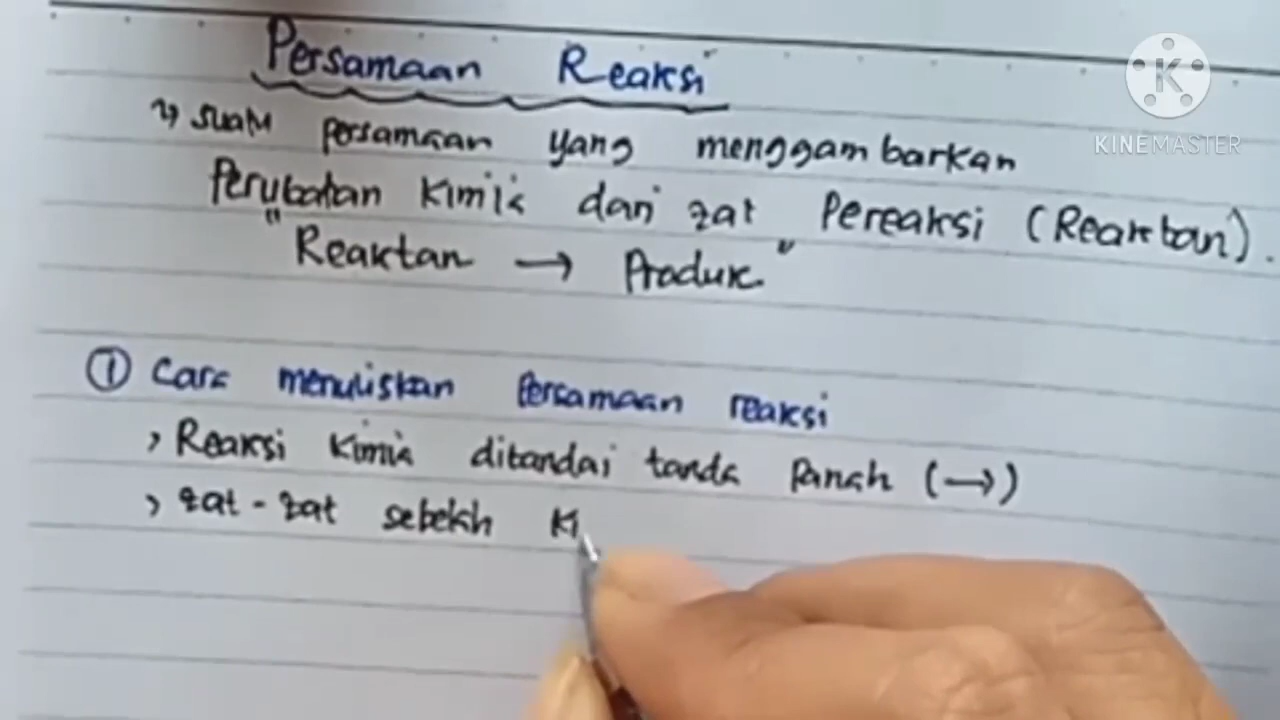 Persamaan Reaksi
K
KINEMASTER
suatu persamaan yang menggambarkan
Perubahan Kimia dari zat Pereaksi (Reaktan).
"Reaktan → Produk"
① Cara menuliskan Persamaan reaksi
> Reaksi Kimia ditandai tanda Panah (→)
> zat-zat sebelah Ki